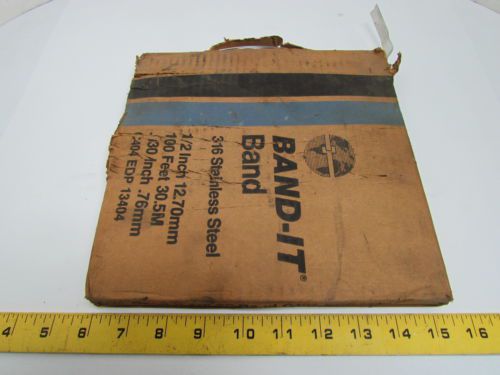 BAND-IT®
Band
316 Stainless Steel
1/2 Inch 12.70mm
100 Feet 30.5M
.030 Inch .76mm
EDP 13404
4 5 6 7 8 9 10 11 12 13 14 15 16